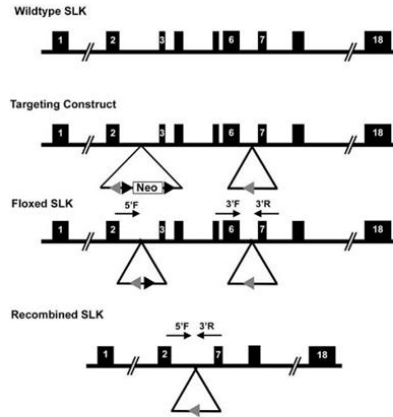 Wildtype SLK
1 2 3 6 7 18
Targeting Construct
1 2 3 6 7 18
Neo
Floxed SLK
5'F 3'F 3'R
1 2 3 6 7 18
Recombined SLK
5'F 3'R
1 2 7 18